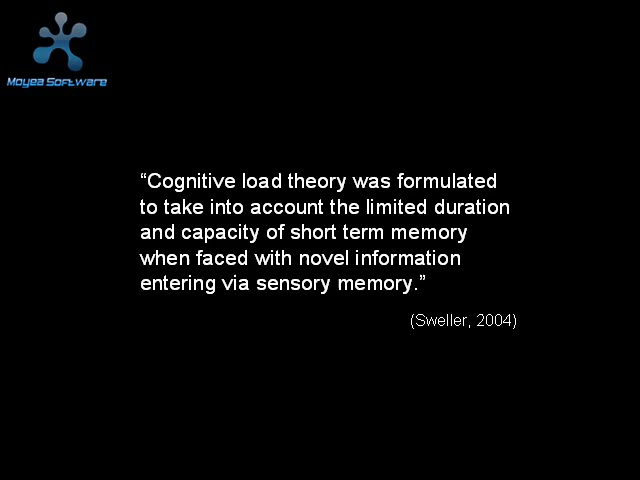 Moyea Software
“Cognitive load theory was formulated
to take into account the limited duration
and capacity of short term memory
when faced with novel information
entering via sensory memory.”
(Sweller, 2004)